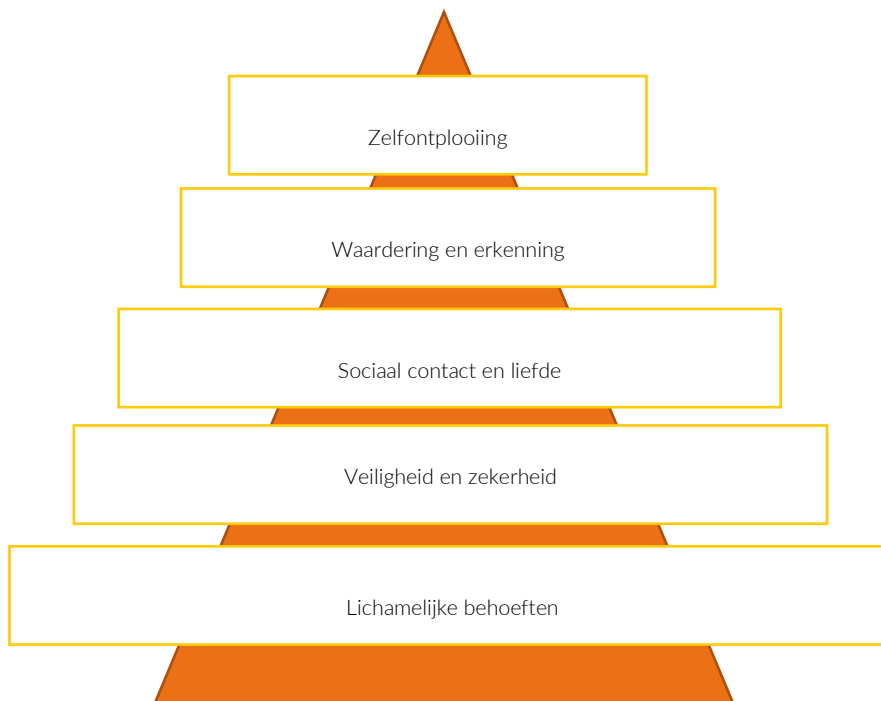 Zelfontplooiing
Waardering en erkenning
Sociaal contact en liefde
Veiligheid en zekerheid
Lichamelijke behoeften